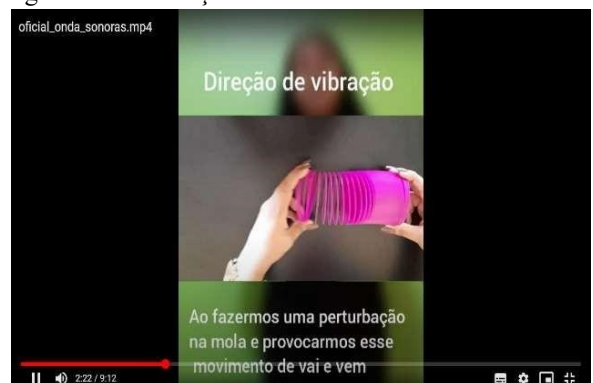 oficial_onda_sonoras.mp4
Direção de vibração
Ao fazermos uma perturbação
na mola e provocarmos esse
movimento de vai e vem
2:22 / 9:12